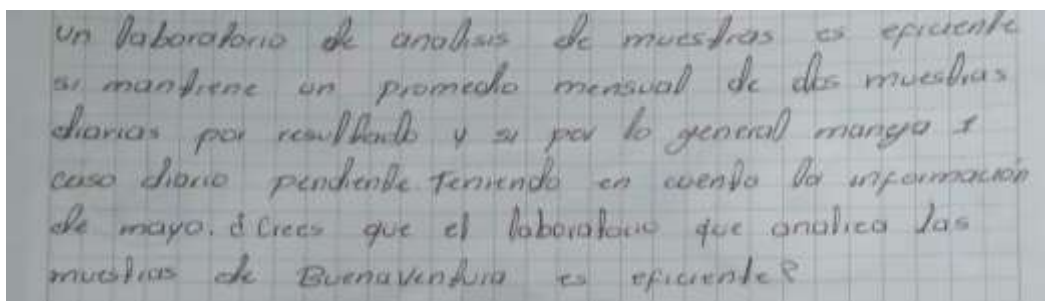 un laboratorio de analisis de muestras es eficiente
si mantiene un promedio mensual de dos muestras
diarias por resultado y si por lo general maneja 1
caso diario pendiente. Teniendo en cuenta la información
de mayo. ¿Crees que el laboratorio que analica las
muestras de Buenaventura es eficiente?